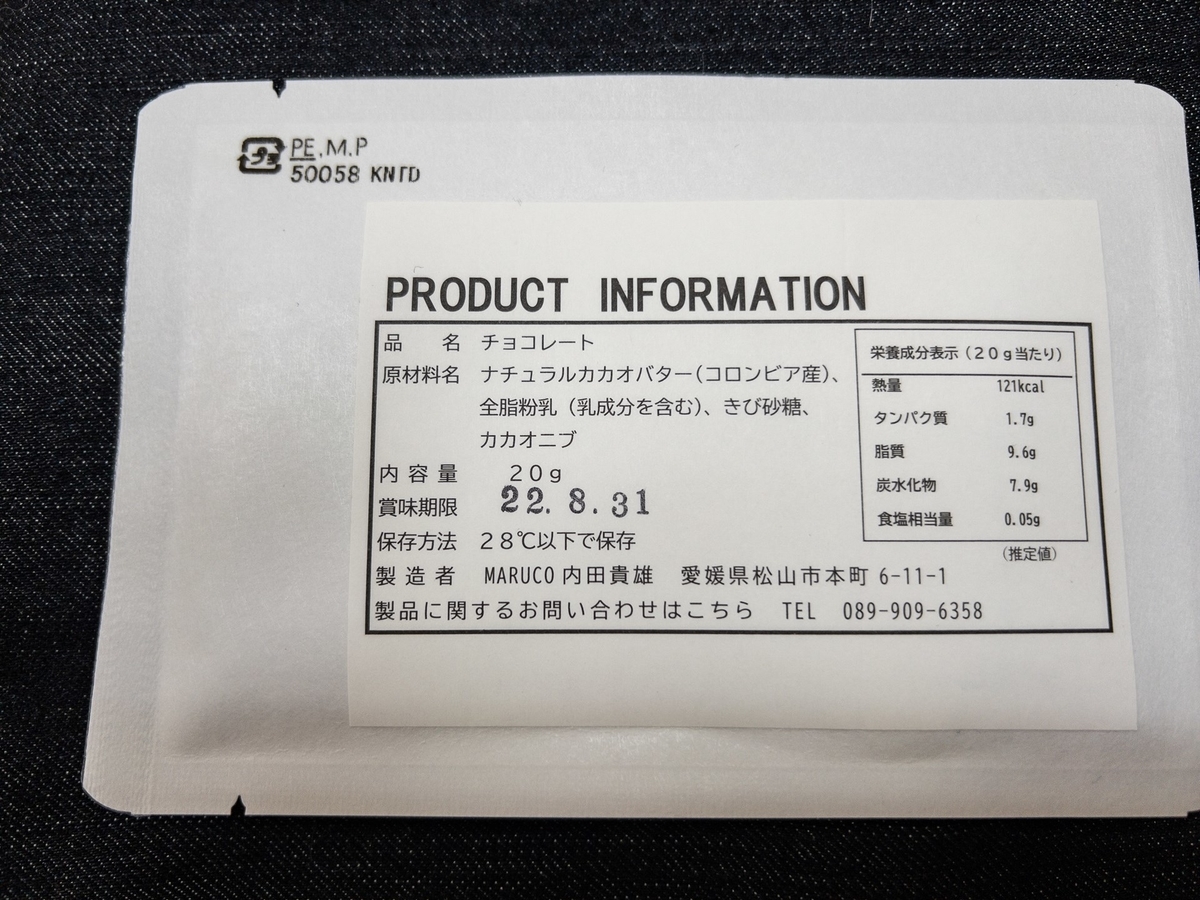 プラ PE.M.P
50058 KNTD
PRODUCT INFORMATION
品名 チョコレート
原材料名 ナチュラルカカオバター(コロンビア産)、
全脂粉乳(乳成分を含む)、きび砂糖、
カカオニブ
内容量 20g
賞味期限 22.8.31
保存方法 28℃以下で保存
製造者 MARUCO 内田貴雄 愛媛県松山市本町 6-11-1
製品に関するお問い合わせはこちら TEL 089-909-6358
栄養成分表示(20g当たり)
熱量 121kcal
タンパク質 1.7g
脂質 9.6g
炭水化物 7.9g
食塩相当量 0.05g
(推定値)